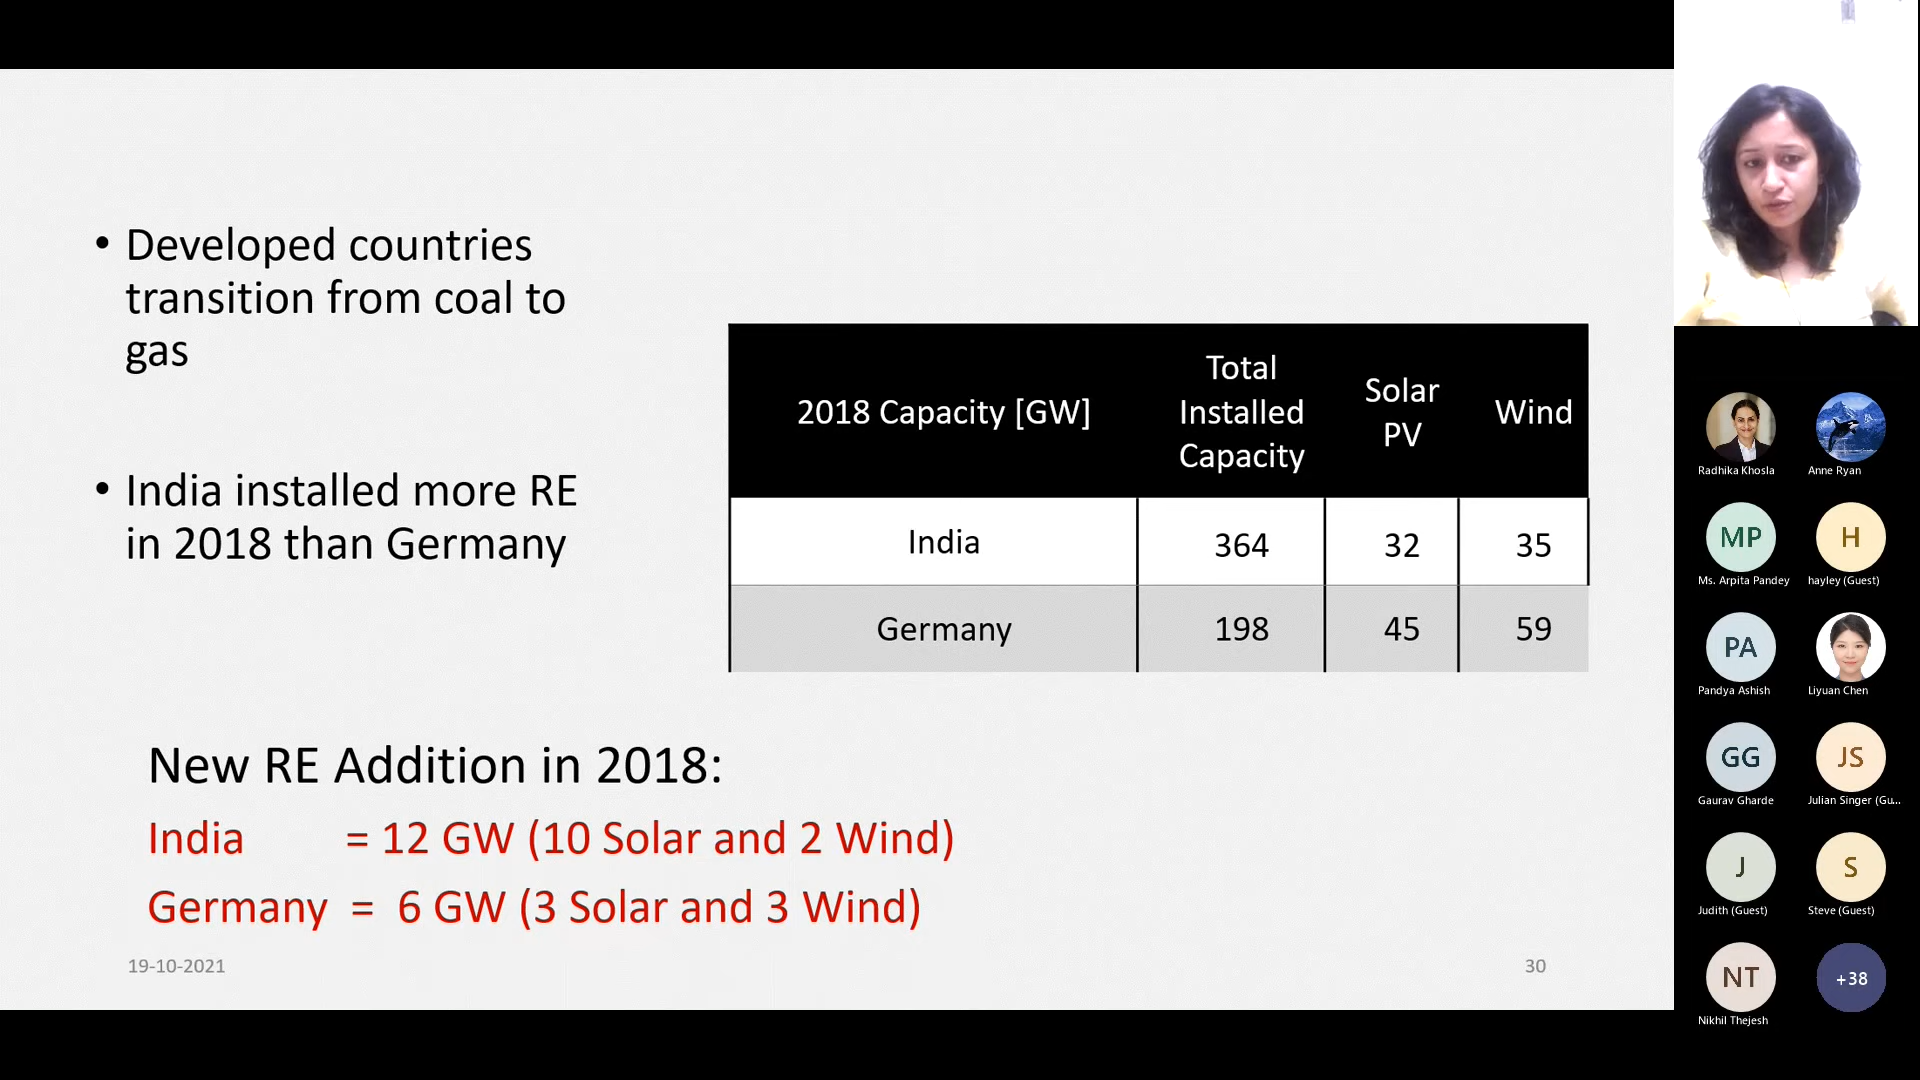 • Developed countries
transition from coal to
gas
• India installed more RE
in 2018 than Germany
2018 Capacity [GW]
Total
Installed
Capacity
Solar
PV
Wind
India 364 32 35
Germany 198 45 59
New RE Addition in 2018:
India = 12 GW (10 Solar and 2 Wind)
Germany = 6 GW (3 Solar and 3 Wind)
19-10-2021
30
Radhika Khosla
Anne Ryan
MP
Ms. Arpita Pandey
H
hayley (Guest)
PA
Pandya Ashish
Liyuan Chen
GG
Gaurav Gharde
JS
Julian Singer (Gu...
J
Judith (Guest)
S
Steve (Guest)
NT
Nikhil Thejesh
+38